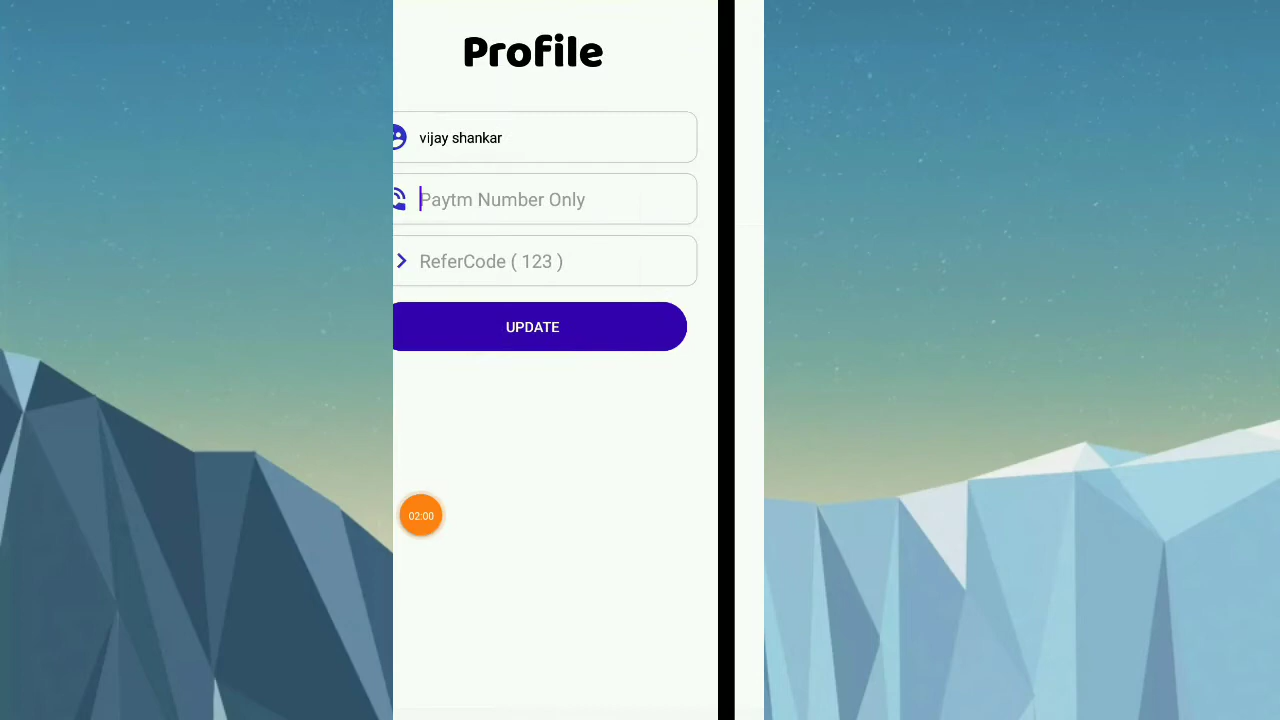 Profile
vijay shankar
Paytm Number Only
ReferCode ( 123 )
UPDATE
02:00